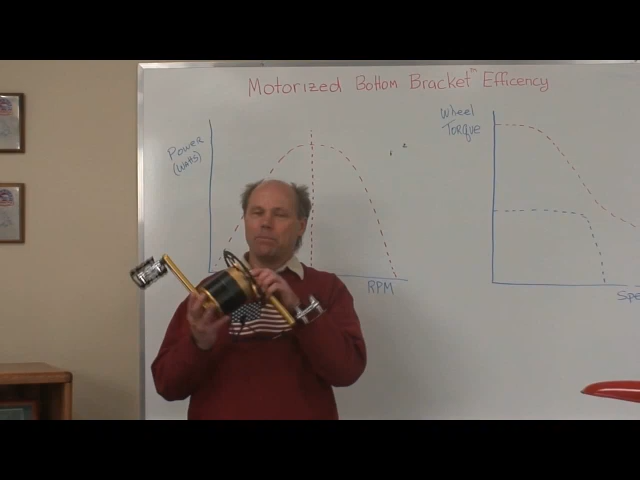 Motorized Bottom Bracket™ Efficency
Power
(WATTS)
RPM
Wheel
Torque
Spe